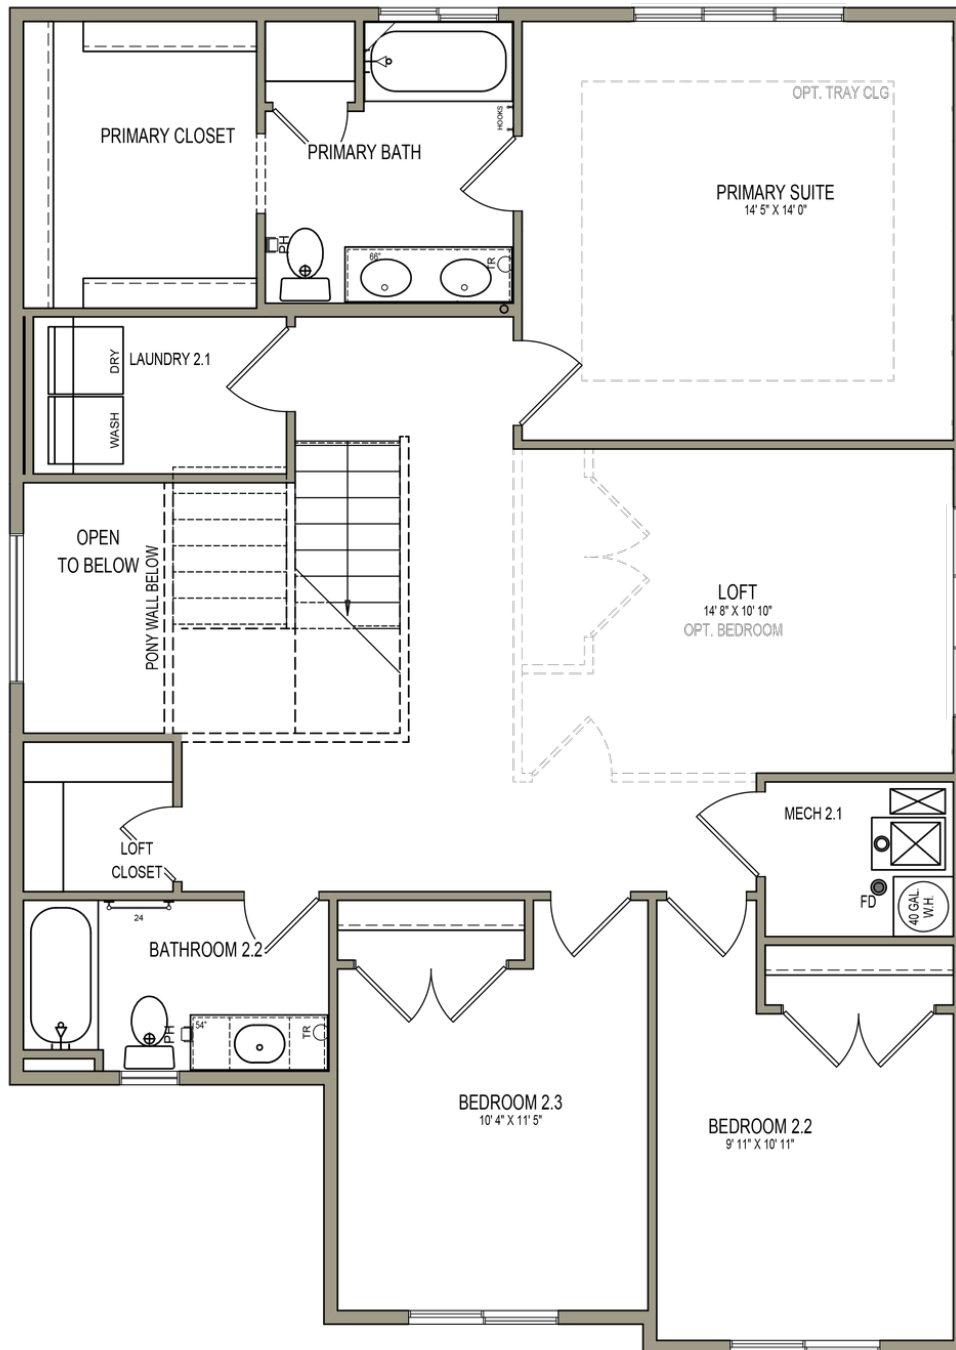 HOOKS
OPT. TRAY CLG
PRIMARY CLOSET
PRIMARY BATH
PRIMARY SUITE
14' 5" X 14' 0"
PH
66"
TR
DRY
LAUNDRY 2.1
WASH
OPEN
TO BELOW
PONY WALL BELOW
LOFT
14' 8" X 10' 10"
OPT. BEDROOM
MECH 2.1
LOFT
CLOSET
FD
40 GAL.
W.H.
24
BATHROOM 2.2
PH
54"
TR
BEDROOM 2.3
10' 4" X 11' 5"
BEDROOM 2.2
9' 11" X 10' 11"